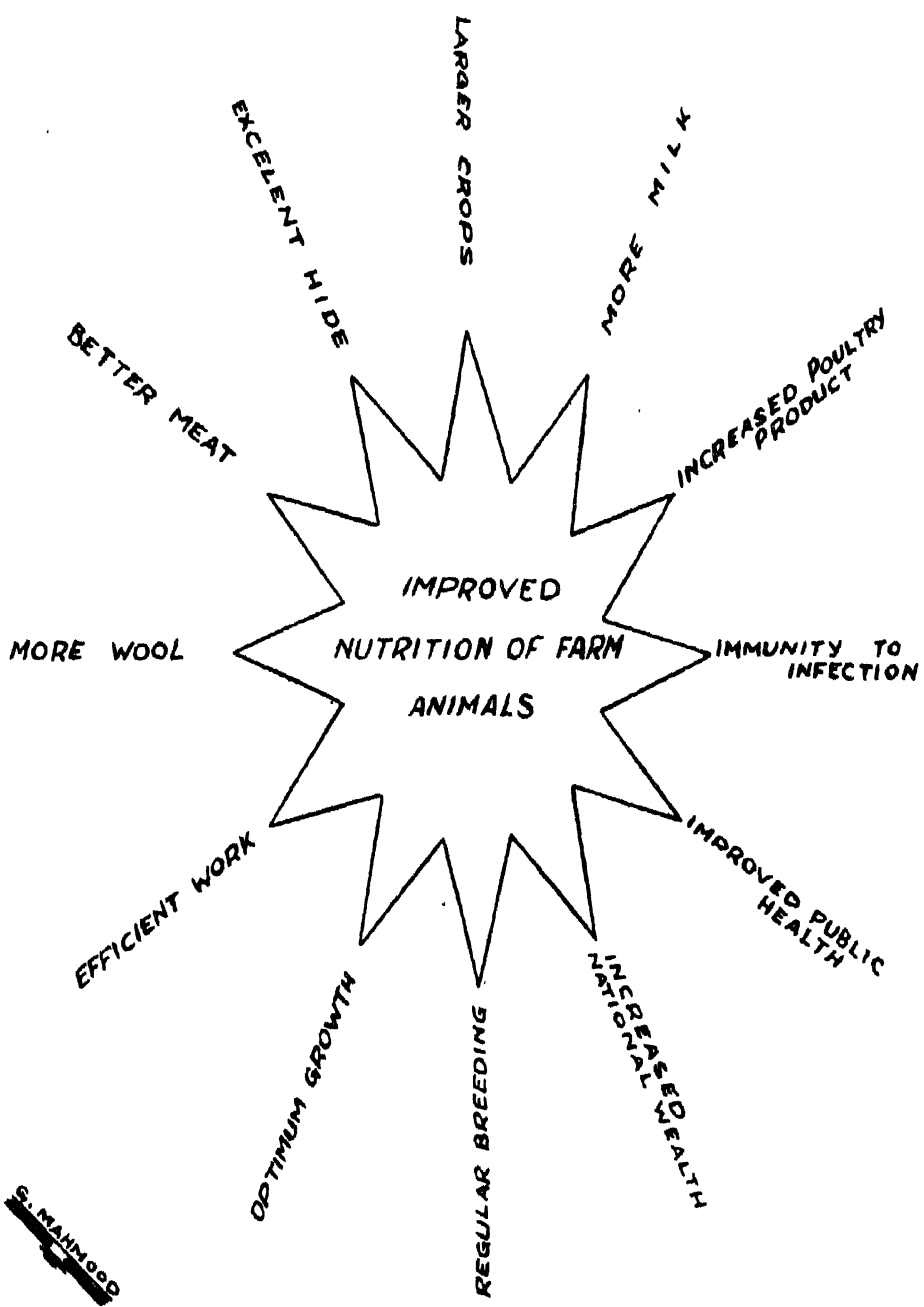 LARGER CROPS
MORE MILK
INCREASED POULTRY
PRODUCT
IMMUNITY TO
INFECTION
IMPROVED PUBLIC
HEALTH
INCREASED
NATIONAL WEALTH
REGULAR BREEDING
OPTIMUM GROWTH
EFFICIENT WORK
MORE WOOL
BETTER MEAT
EXCELENT HIDE
IMPROVED
NUTRITION OF FARM
ANIMALS
G. MAHMOOD